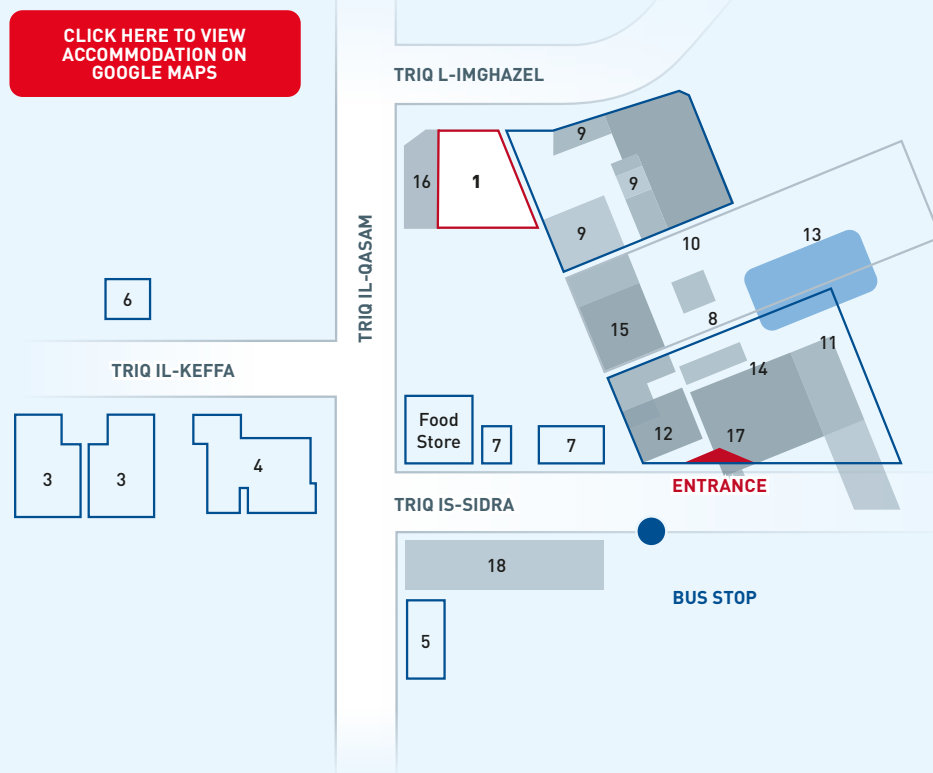 CLICK HERE TO VIEW
ACCOMMODATION ON
GOOGLE MAPS
TRIQ L-IMGHAZEL
9
16
1
9
9
13
10
TRIQ IL-QASAM
6
8
15
11
TRIQ IL-KEFFA
14
Food
Store
7
7
12
17
3
3
4
ENTRANCE
TRIQ IS-SIDRA
18
BUS STOP
5